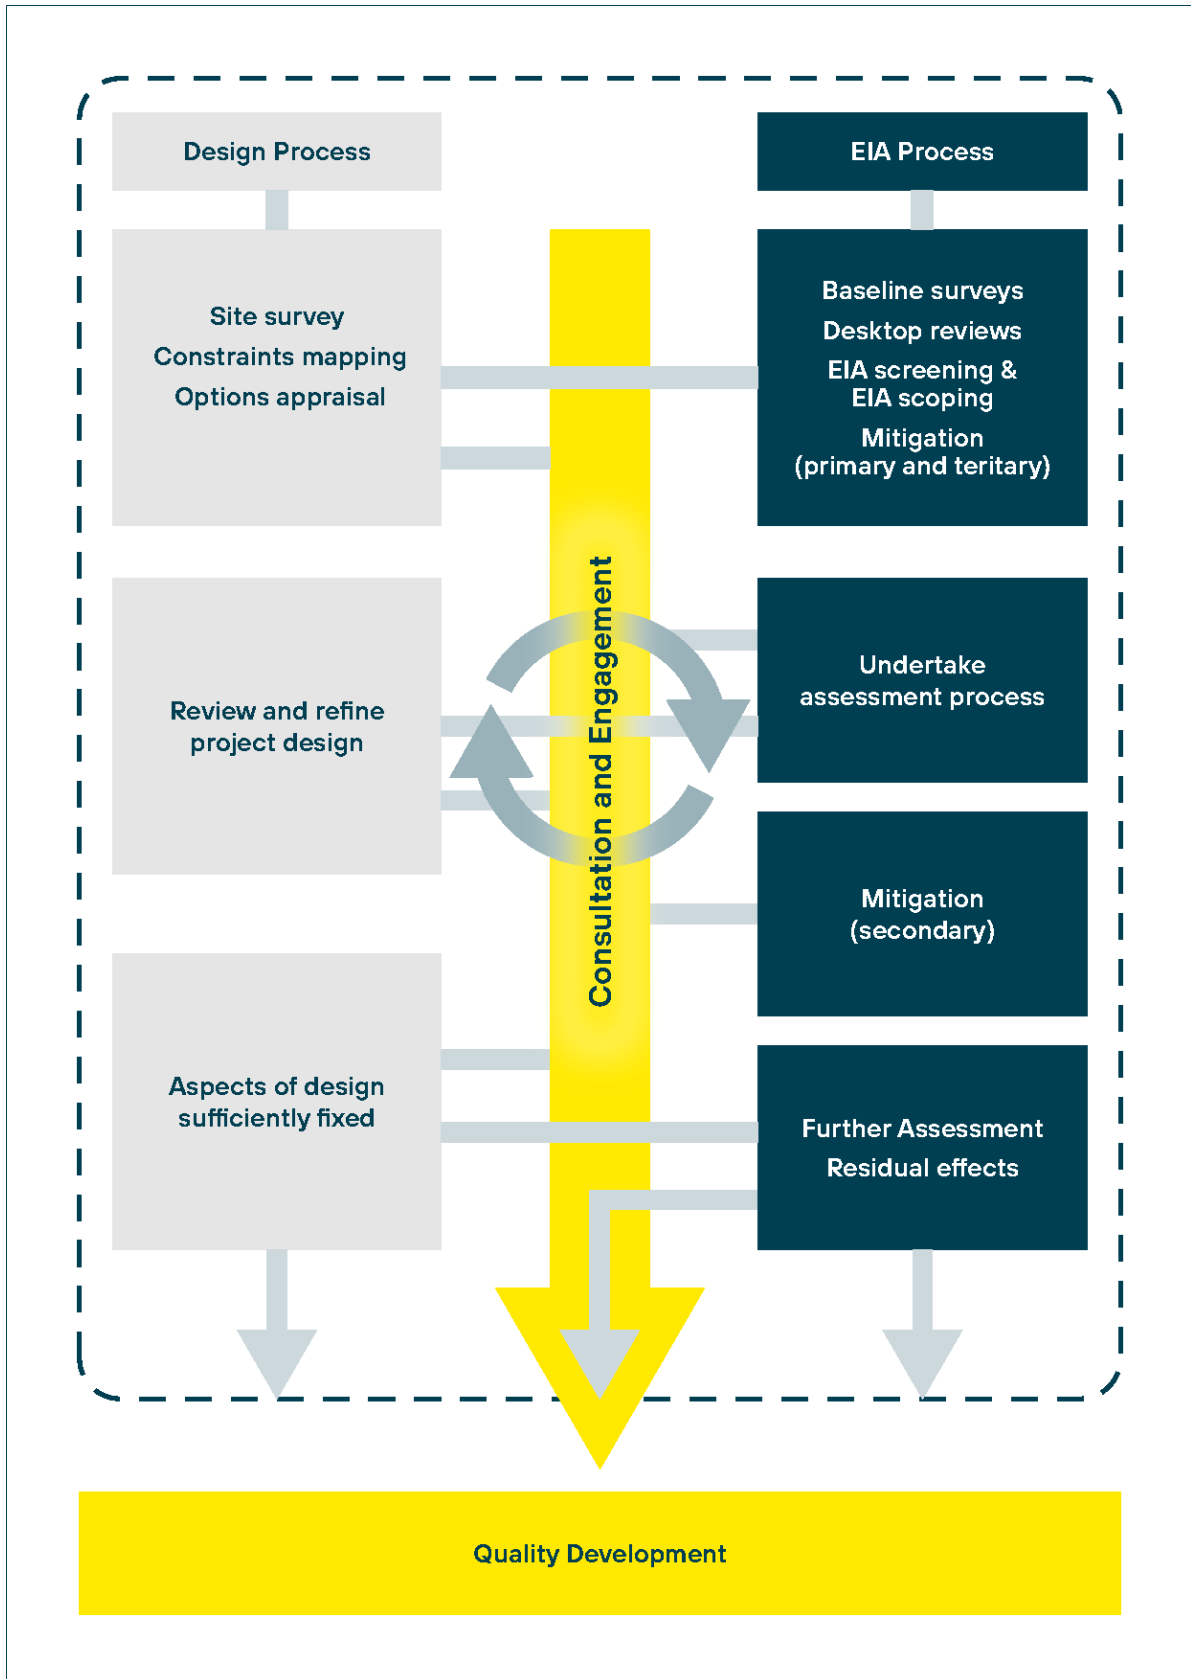 Design Process
EIA Process
Site survey
Constraints mapping
Options appraisal
Baseline surveys
Desktop reviews
EIA screening &
EIA scoping
Mitigation
(primary and teritary)
Consultation and Engagement
Review and refine
project design
Undertake
assessment process
Mitigation
(secondary)
Aspects of design
sufficiently fixed
Further Assessment
Residual effects
Quality Development